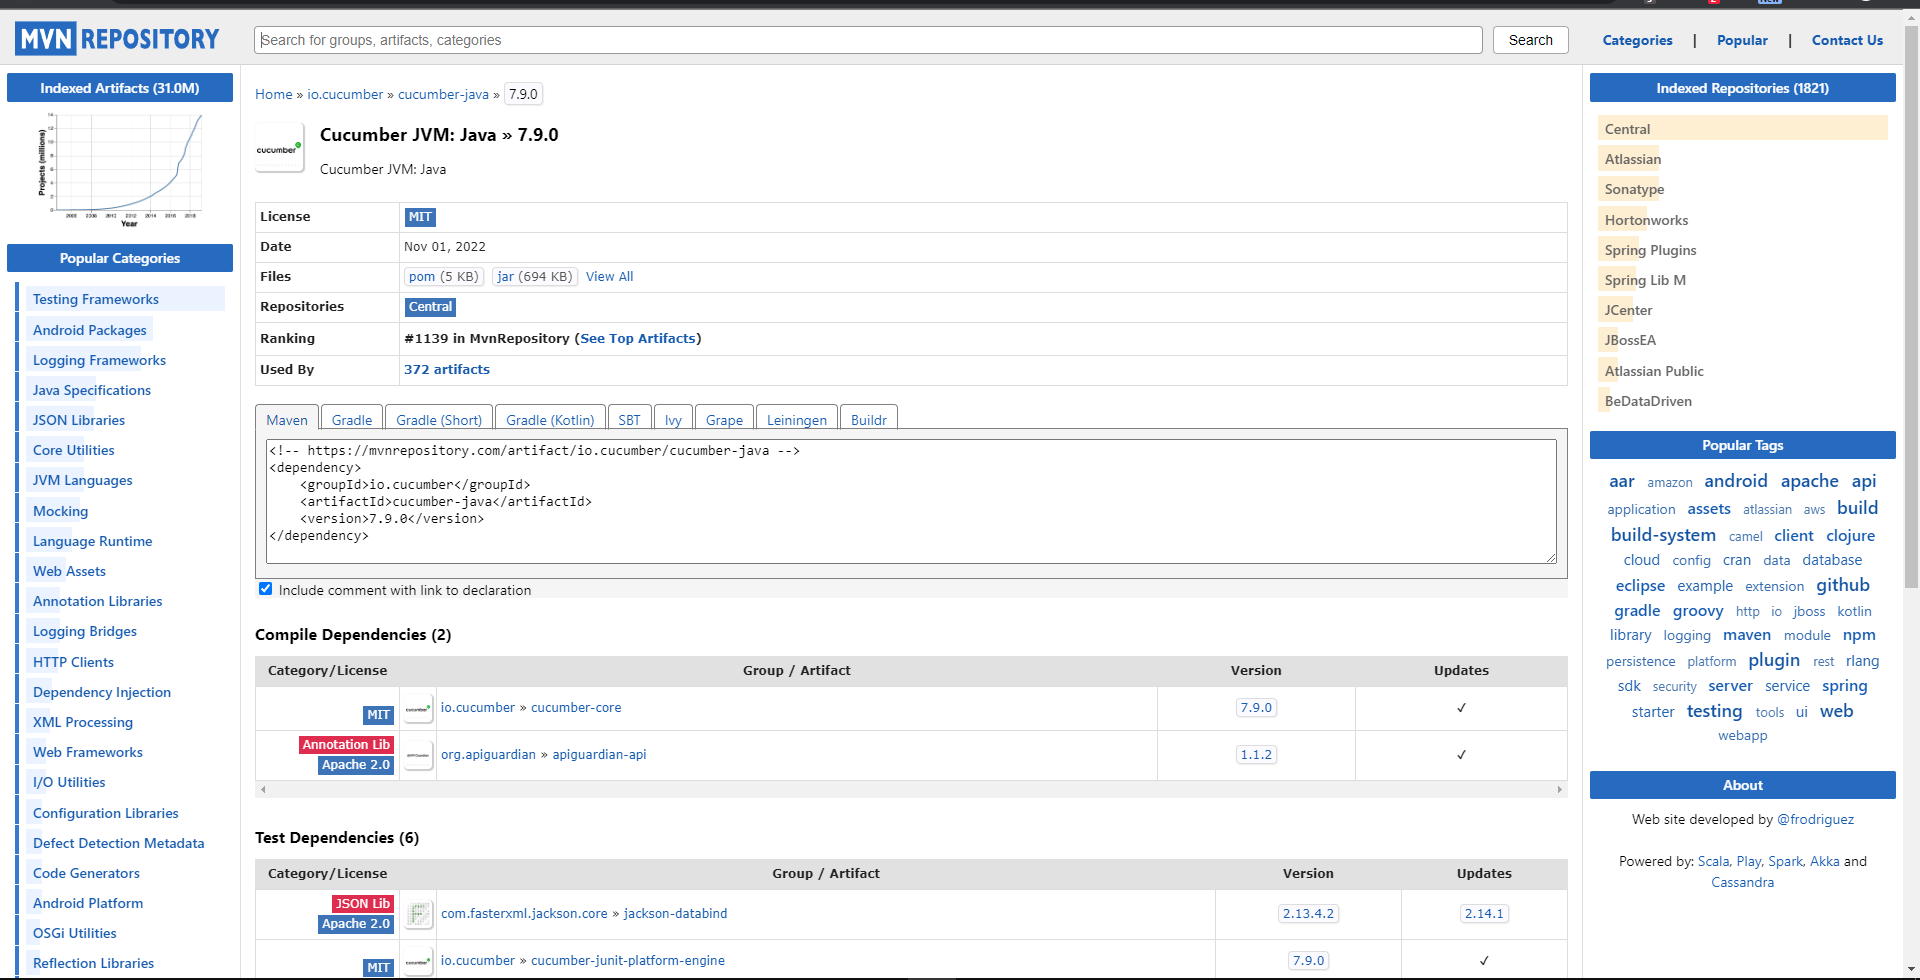 MVN REPOSITORY
Search for groups, artifacts, categories
Search
Categories | Popular | Contact Us
Indexed Artifacts (31.0M)
Projects (millions)
Year
Popular Categories
Testing Frameworks
Android Packages
Logging Frameworks
Java Specifications
JSON Libraries
Core Utilities
JVM Languages
Mocking
Language Runtime
Web Assets
Annotation Libraries
Logging Bridges
HTTP Clients
Dependency Injection
XML Processing
Web Frameworks
I/O Utilities
Configuration Libraries
Defect Detection Metadata
Code Generators
Android Platform
OSGi Utilities
Reflection Libraries
Home » io.cucumber » cucumber-java » 7.9.0
cucumber
Cucumber JVM: Java » 7.9.0
Cucumber JVM: Java
License MIT
Date Nov 01, 2022
Files pom (5 KB) jar (694 KB) View All
Repositories Central
Ranking #1139 in MvnRepository (See Top Artifacts)
Used By 372 artifacts
Maven Gradle Gradle (Short) Gradle (Kotlin) SBT Ivy Grape Leiningen Buildr
<!-- https://mvnrepository.com/artifact/io.cucumber/cucumber-java -->
<dependency>
    <groupId>io.cucumber</groupId>
    <artifactId>cucumber-java</artifactId>
    <version>7.9.0</version>
</dependency>
Include comment with link to declaration
Compile Dependencies (2)
Category/License Group / Artifact Version Updates
MIT cucumber io.cucumber » cucumber-core 7.9.0 ✓
Annotation Lib
Apache 2.0 org.apiguardian » apiguardian-api 1.1.2 ✓
Test Dependencies (6)
Category/License Group / Artifact Version Updates
JSON Lib
Apache 2.0 com.fasterxml.jackson.core » jackson-databind 2.13.4.2 2.14.1
MIT cucumber io.cucumber » cucumber-junit-platform-engine 7.9.0 ✓
Indexed Repositories (1821)
Central
Atlassian
Sonatype
Hortonworks
Spring Plugins
Spring Lib M
JCenter
JBossEA
Atlassian Public
BeDataDriven
Popular Tags
aar amazon android apache api
application assets atlassian aws build
build-system camel client clojure
cloud config cran data database
eclipse example extension github
gradle groovy http io jboss kotlin
library logging maven module npm
persistence platform plugin rest rlang
sdk security server service spring
starter testing tools ui web
webapp
About
Web site developed by @frodriguez
Powered by: Scala, Play, Spark, Akka and
Cassandra